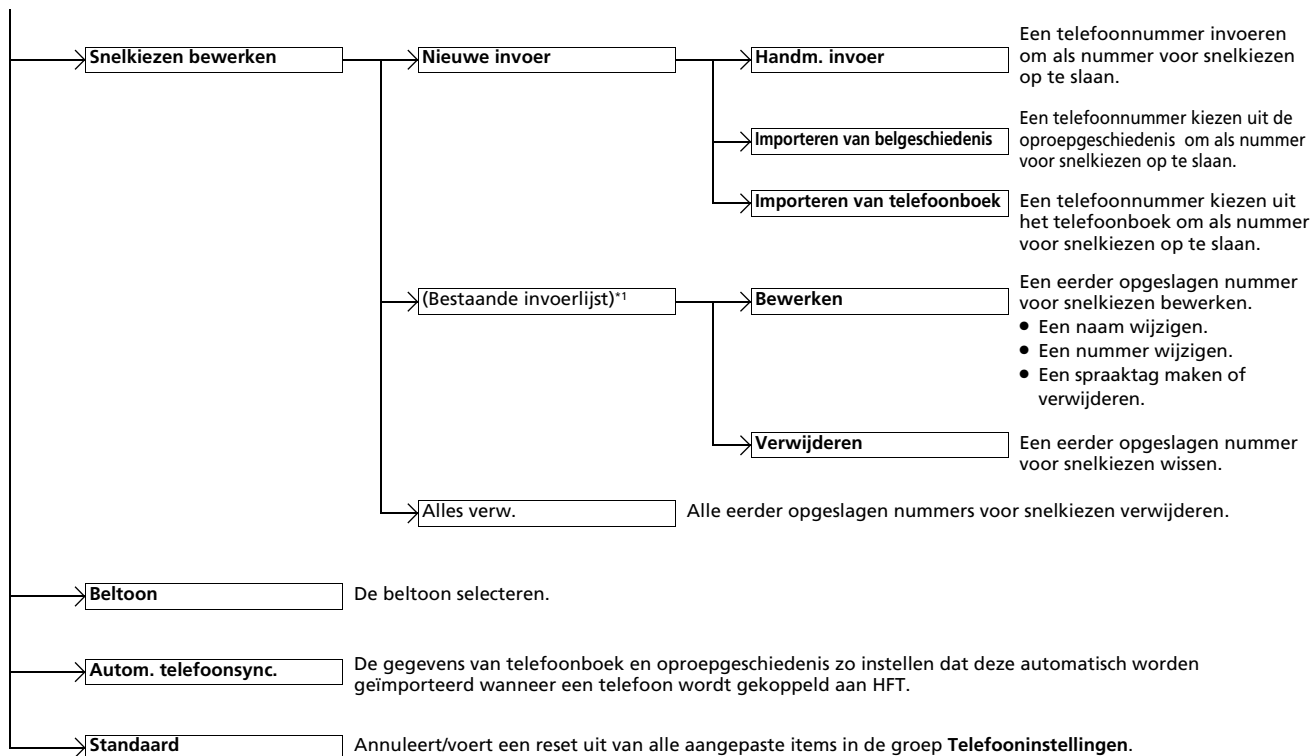 Snelkiezen bewerken
Nieuwe invoer
Handm. invoer
Een telefoonnummer invoeren
om als nummer voor snelkiezen
op te slaan.
Importeren van belgeschiedenis
Een telefoonnummer kiezen uit de
oproepgeschiedenis om als nummer
voor snelkiezen op te slaan.
Importeren van telefoonboek
Een telefoonnummer kiezen uit
het telefoonboek om als nummer
voor snelkiezen op te slaan.
(Bestaande invoerlijst)*1
Bewerken
Een eerder opgeslagen nummer
voor snelkiezen bewerken.
● Een naam wijzigen.
● Een nummer wijzigen.
● Een spraaktag maken of
verwijderen.
Verwijderen
Een eerder opgeslagen nummer
voor snelkiezen wissen.
Alles verw.
Alle eerder opgeslagen nummers voor snelkiezen verwijderen.
Beltoon
De beltoon selecteren.
Autom. telefoonsync.
De gegevens van telefoonboek en oproepgeschiedenis zo instellen dat deze automatisch worden
geïmporteerd wanneer een telefoon wordt gekoppeld aan HFT.
Standaard
Annuleert/voert een reset uit van alle aangepaste items in de groep Telefooninstellingen.